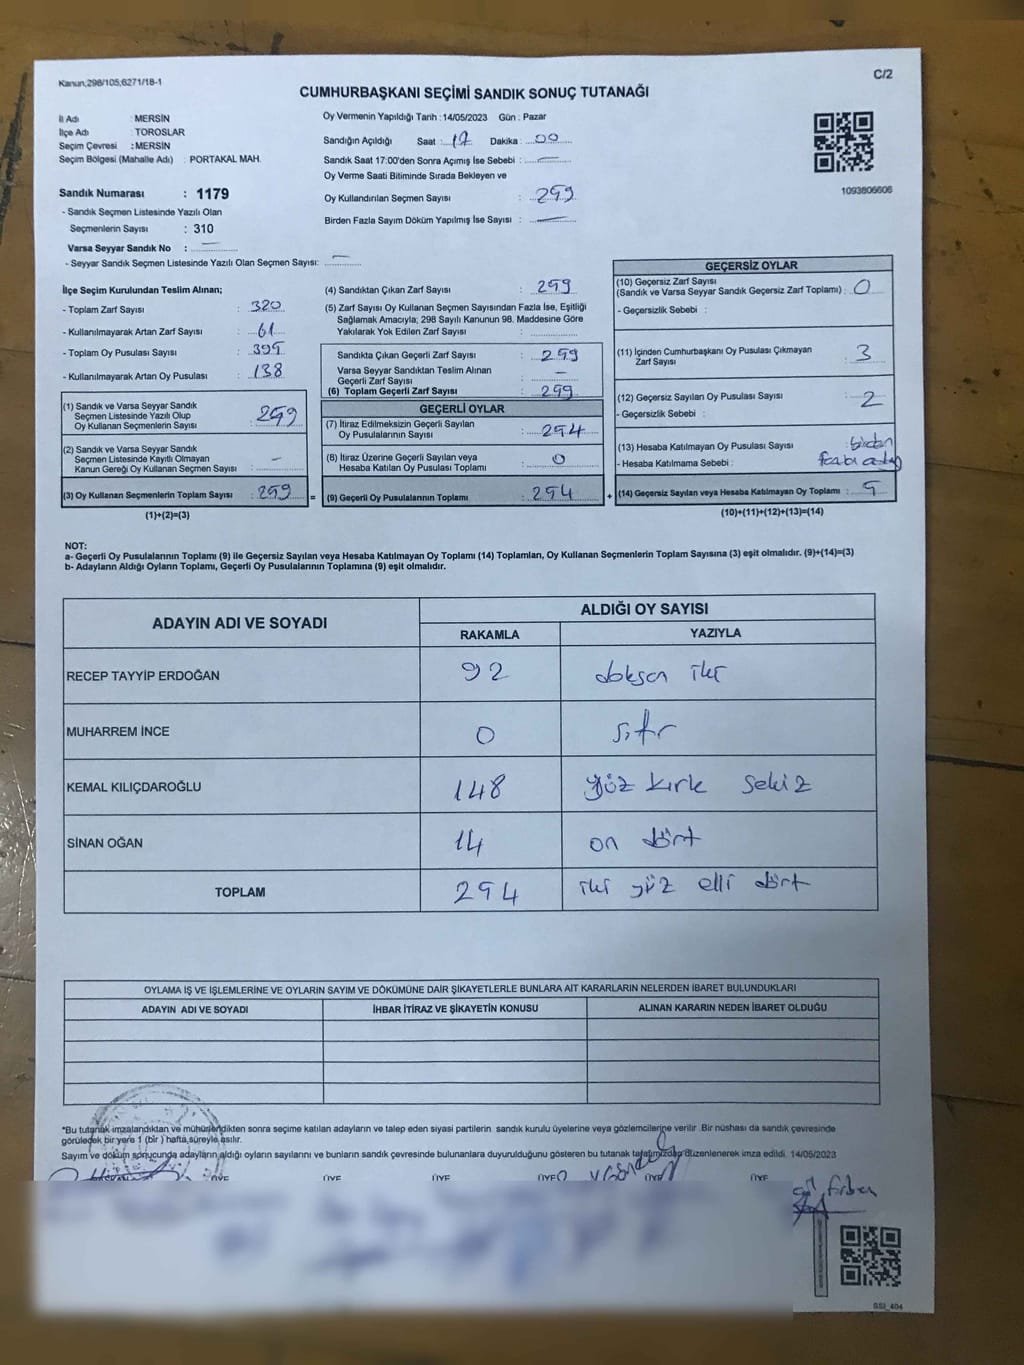 Kanun,298/105,6271/18-1
C/2
CUMHURBAŞKANI SEÇİMİ SANDIK SONUÇ TUTANAĞI
İl Adı : MERSİN
İlçe Adı : TOROSLAR
Seçim Çevresi : MERSİN
Seçim Bölgesi (Mahalle Adı) : PORTAKAL MAH.
Sandık Numarası : 1179
- Sandık Seçmen Listesinde Yazılı Olan
Seçmenlerin Sayısı : 310
Varsa Seyyar Sandık No : —
- Seyyar Sandık Seçmen Listesinde Yazılı Olan Seçmen Sayısı: —
Oy Vermenin Yapıldığı Tarih : 14/05/2023 Gün : Pazar
Sandığın Açıldığı Saat : 17 Dakika : 00
Sandık Saat 17:00'den Sonra Açımış İse Sebebi : —
Oy Verme Saati Bitiminde Sırada Bekleyen ve
Oy Kullandırılan Seçmen Sayısı : 259
Birden Fazla Sayım Döküm Yapılmış İse Sayısı : —
1093806606
İlçe Seçim Kurulundan Teslim Alınan;
- Toplam Zarf Sayısı : 320
- Kullanılmayarak Artan Zarf Sayısı : 61
- Toplam Oy Pusulası Sayısı : 395
- Kullanılmayarak Artan Oy Pusulası : 138
(1) Sandık ve Varsa Seyyar Sandık
Seçmen Listesinde Yazılı Olup
Oy Kullanan Seçmenlerin Sayısı : 259
(2) Sandık ve Varsa Seyyar Sandık
Seçmen Listesinde Kayıtlı Olmayan
Kanun Gereği Oy Kullanan Seçmen Sayısı : —
(3) Oy Kullanan Seçmenlerin Toplam Sayısı : 259 =
(1)+(2)=(3)
(4) Sandıktan Çıkan Zarf Sayısı : 259
(5) Zarf Sayısı Oy Kullanan Seçmen Sayısından Fazla İse, Eşitliği
Sağlamak Amacıyla; 298 Sayılı Kanunun 98. Maddesine Göre
Yakılarak Yok Edilen Zarf Sayısı :
Sandıkta Çıkan Geçerli Zarf Sayısı : 259
Varsa Seyyar Sandıktan Teslim Alınan
Geçerli Zarf Sayısı : —
(6) Toplam Geçerli Zarf Sayısı : 259
GEÇERLİ OYLAR
(7) İtiraz Edilmeksizin Geçerli Sayılan
Oy Pusulalarının Sayısı : 254
(8) İtiraz Üzerine Geçerli Sayılan veya
Hesaba Katılan Oy Pusulası Toplamı : 0
(9) Geçerli Oy Pusulalarının Toplamı : 254 +
GEÇERSİZ OYLAR
(10) Geçersiz Zarf Sayısı
(Sandık ve Varsa Seyyar Sandık Geçersiz Zarf Toplamı) : 0
- Geçersizlik Sebebi :
(11) İçinden Cumhurbaşkanı Oy Pusulası Çıkmayan
Zarf Sayısı : 3
(12) Geçersiz Sayılan Oy Pusulası Sayısı : 2
- Geçersizlik Sebebi :
(13) Hesaba Katılmayan Oy Pusulası Sayısı : birden
- Hesaba Katılmama Sebebi :
(14) Geçersiz Sayılan veya Hesaba Katılmayan Oy Toplamı : 5
(10)+(11)+(12)+(13)=(14)
NOT:
a- Geçerli Oy Pusulalarının Toplamı (9) ile Geçersiz Sayılan veya Hesaba Katılmayan Oy Toplamı (14) Toplamları, Oy Kullanan Seçmenlerin Toplam Sayısına (3) eşit olmalıdır. (9)+(14)=(3)
b- Adayların Aldığı Oyların Toplamı, Geçerli Oy Pusulalarının Toplamına (9) eşit olmalıdır.
ADAYIN ADI VE SOYADI
ALDIĞI OY SAYISI
RAKAMLA YAZIYLA
RECEP TAYYİP ERDOĞAN 92 doksan iki
MUHARREM İNCE 0 sıfır
KEMAL KILIÇDAROĞLU 148 yüz kırk sekiz
SİNAN OĞAN 14 on dört
TOPLAM 254 iki yüz elli dört
OYLAMA İŞ VE İŞLEMLERİNE VE OYLARIN SAYIM VE DÖKÜMÜNE DAİR ŞİKAYETLERLE BUNLARA AİT KARARLARIN NELERDEN İBARET BULUNDUKLARI
ADAYIN ADI VE SOYADI İHBAR İTİRAZ VE ŞİKAYETİN KONUSU ALINAN KARARIN NEDEN İBARET OLDUĞU
*Bu tutanak imzalandıktan ve mühürlendikten sonra seçime katılan adayların ve talep eden siyasi partilerin sandık kurulu üyelerine veya gözlemcilerine verilir. Bir nüshası da sandık çevresinde
görülecek bir yere 1 (bir ) hafta süreyle asılır.
Sayım ve döküm sonucunda adayların aldığı oyların sayılarını ve bunların sandık çevresinde bulunanlara duyurulduğunu gösteren bu tutanak tarafımızdan düzenlenerek imza edildi. 14/05/2023
ÜYE ÜYE ÜYE ÜYE ÜYE ÜYE
SSI_404